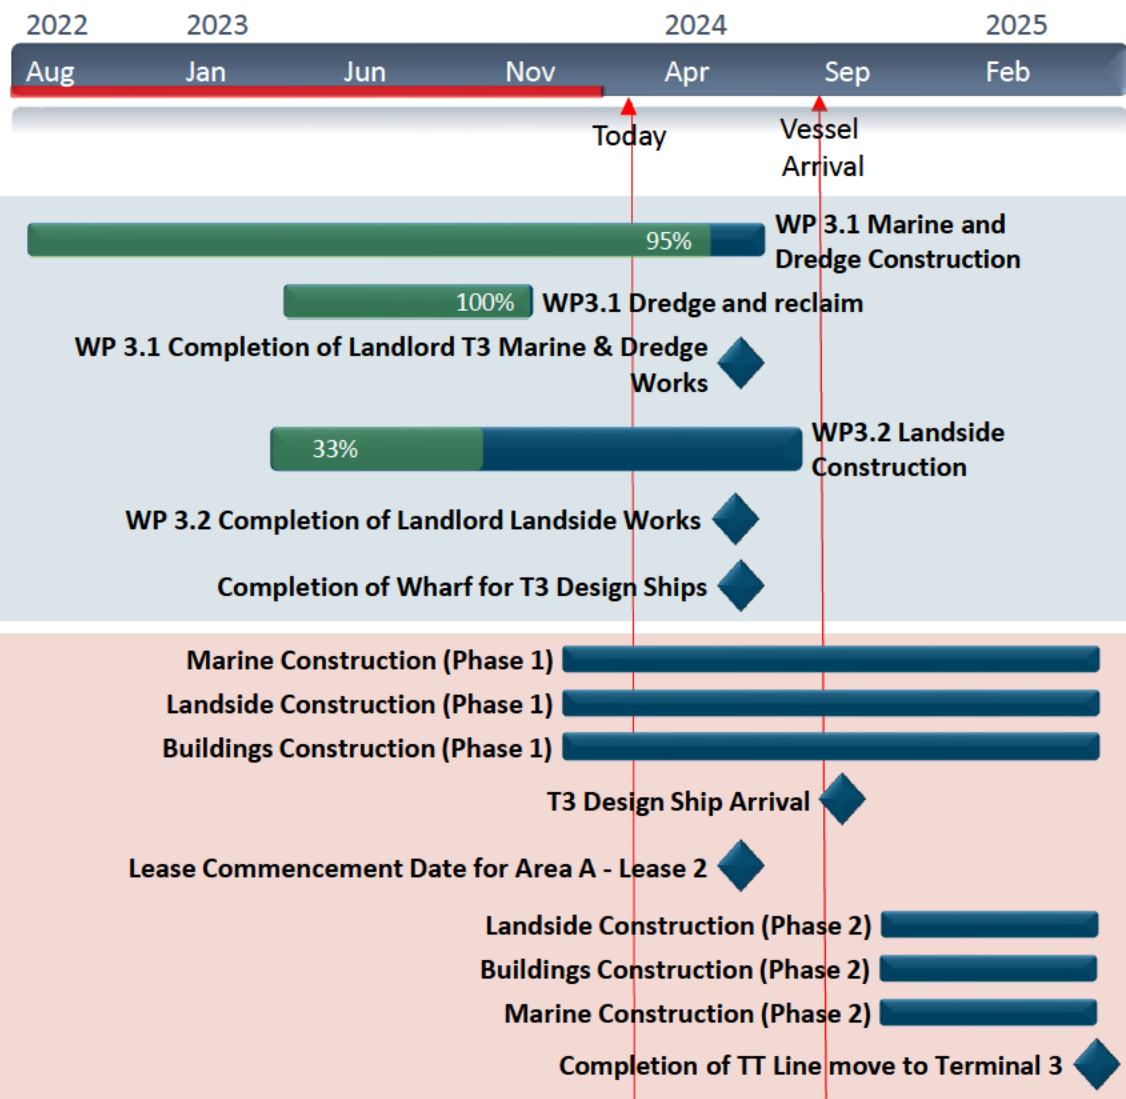 2022 2023 2024 2025
Aug Jan Jun Nov Apr Sep Feb
Today
Vessel
Arrival
95%
WP 3.1 Marine and
Dredge Construction
100%
WP3.1 Dredge and reclaim
WP 3.1 Completion of Landlord T3 Marine & Dredge
Works
33%
WP3.2 Landside
Construction
WP 3.2 Completion of Landlord Landside Works
Completion of Wharf for T3 Design Ships
Marine Construction (Phase 1)
Landside Construction (Phase 1)
Buildings Construction (Phase 1)
T3 Design Ship Arrival
Lease Commencement Date for Area A - Lease 2
Landside Construction (Phase 2)
Buildings Construction (Phase 2)
Marine Construction (Phase 2)
Completion of TT Line move to Terminal 3